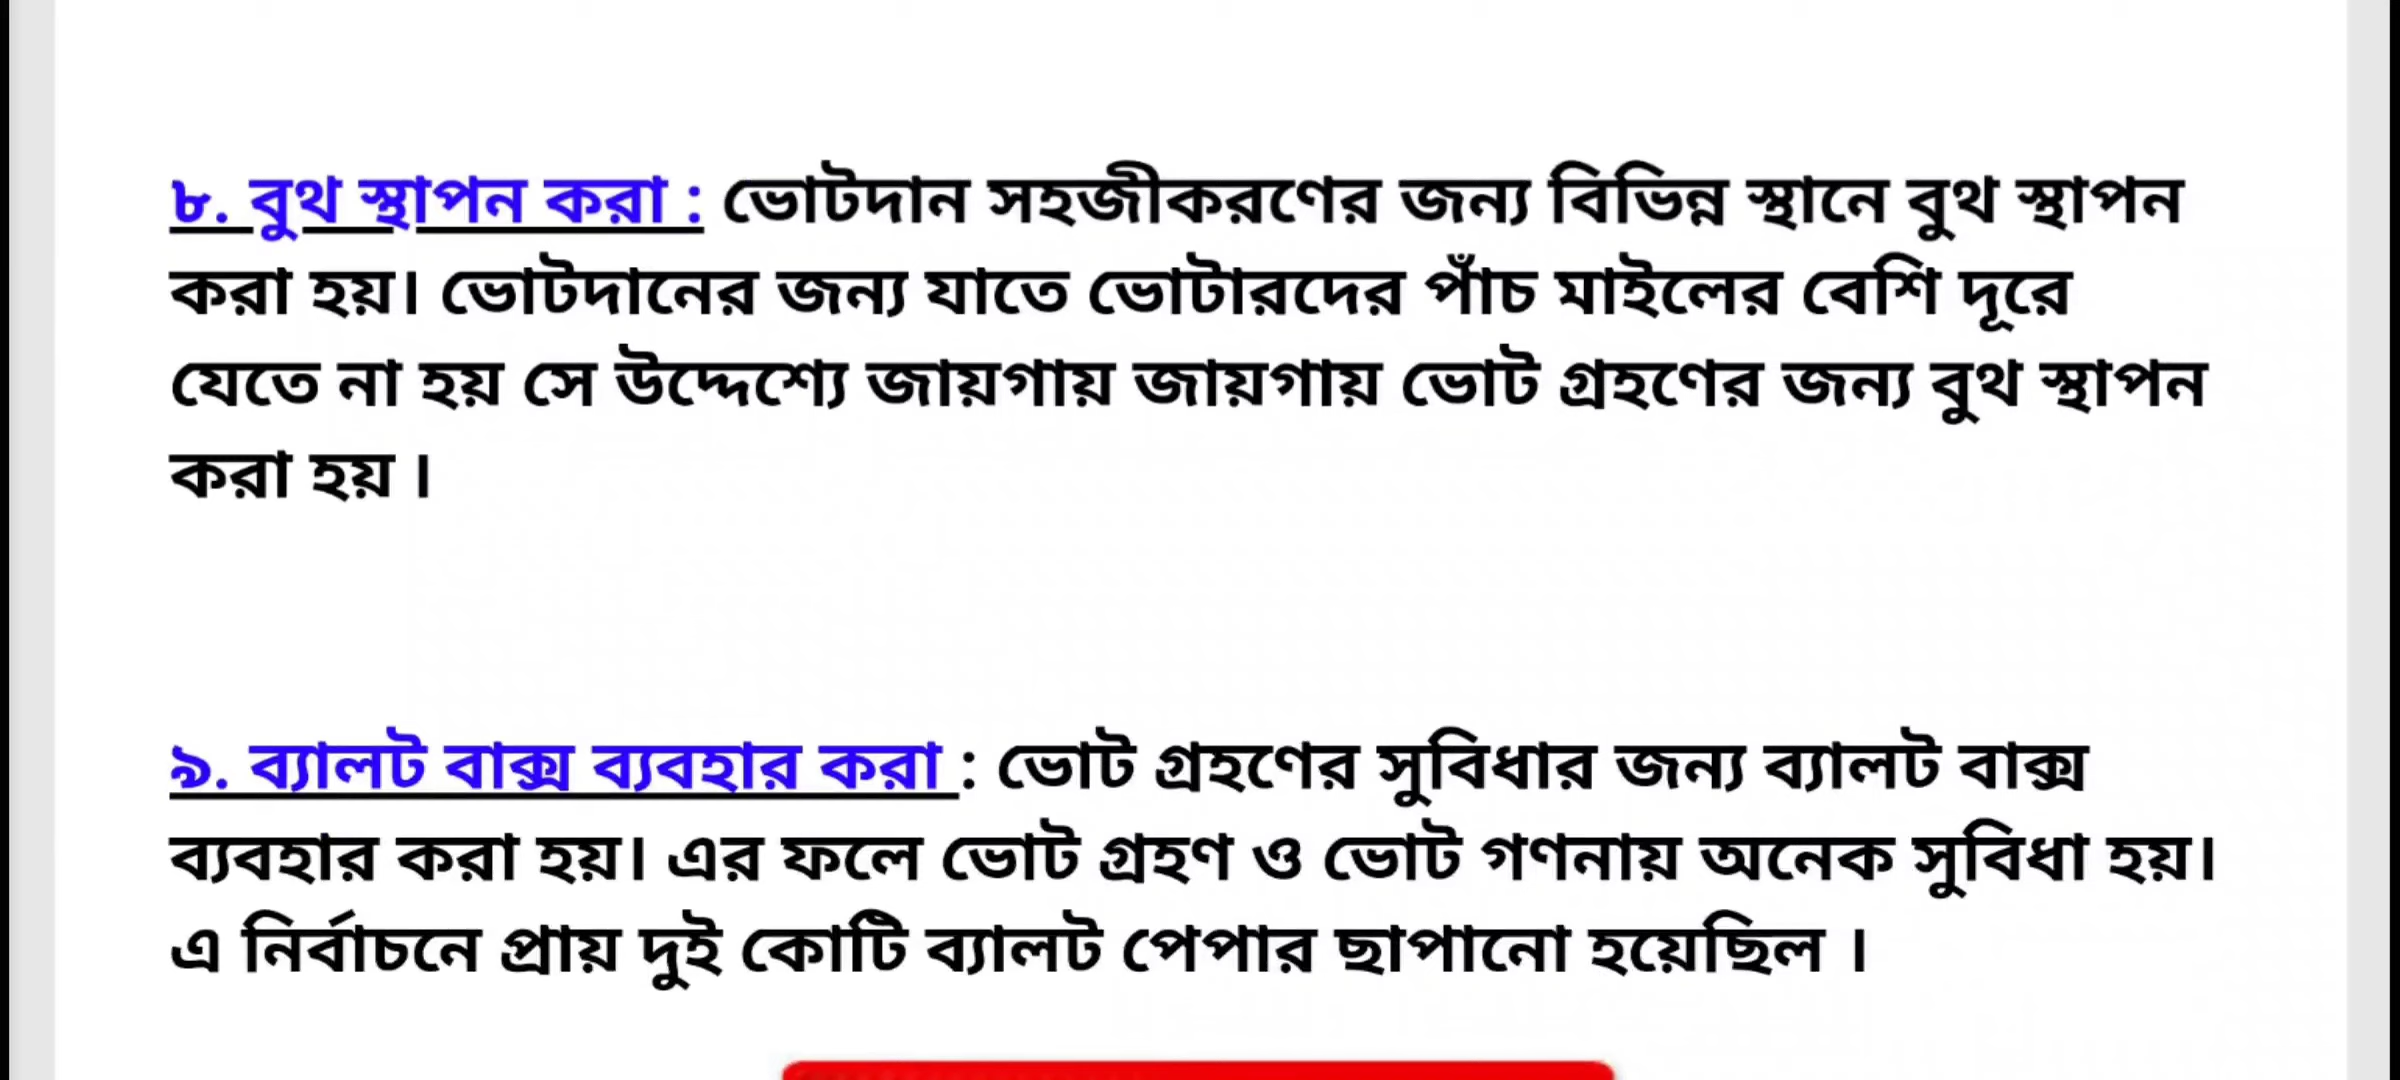 ৮. বুথ স্থাপন করা : ভোটদান সহজীকরণের জন্য বিভিন্ন স্থানে বুথ স্থাপন
করা হয়। ভোটদানের জন্য যাতে ভোটারদের পাঁচ মাইলের বেশি দূরে
যেতে না হয় সে উদ্দেশ্যে জায়গায় জায়গায় ভোট গ্রহণের জন্য বুথ স্থাপন
করা হয় ।
৯. ব্যালট বাক্স ব্যবহার করা : ভোট গ্রহণের সুবিধার জন্য ব্যালট বাক্স
ব্যবহার করা হয়। এর ফলে ভোট গ্রহণ ও ভোট গণনায় অনেক সুবিধা হয়।
এ নির্বাচনে প্রায় দুই কোটি ব্যালট পেপার ছাপানো হয়েছিল ।